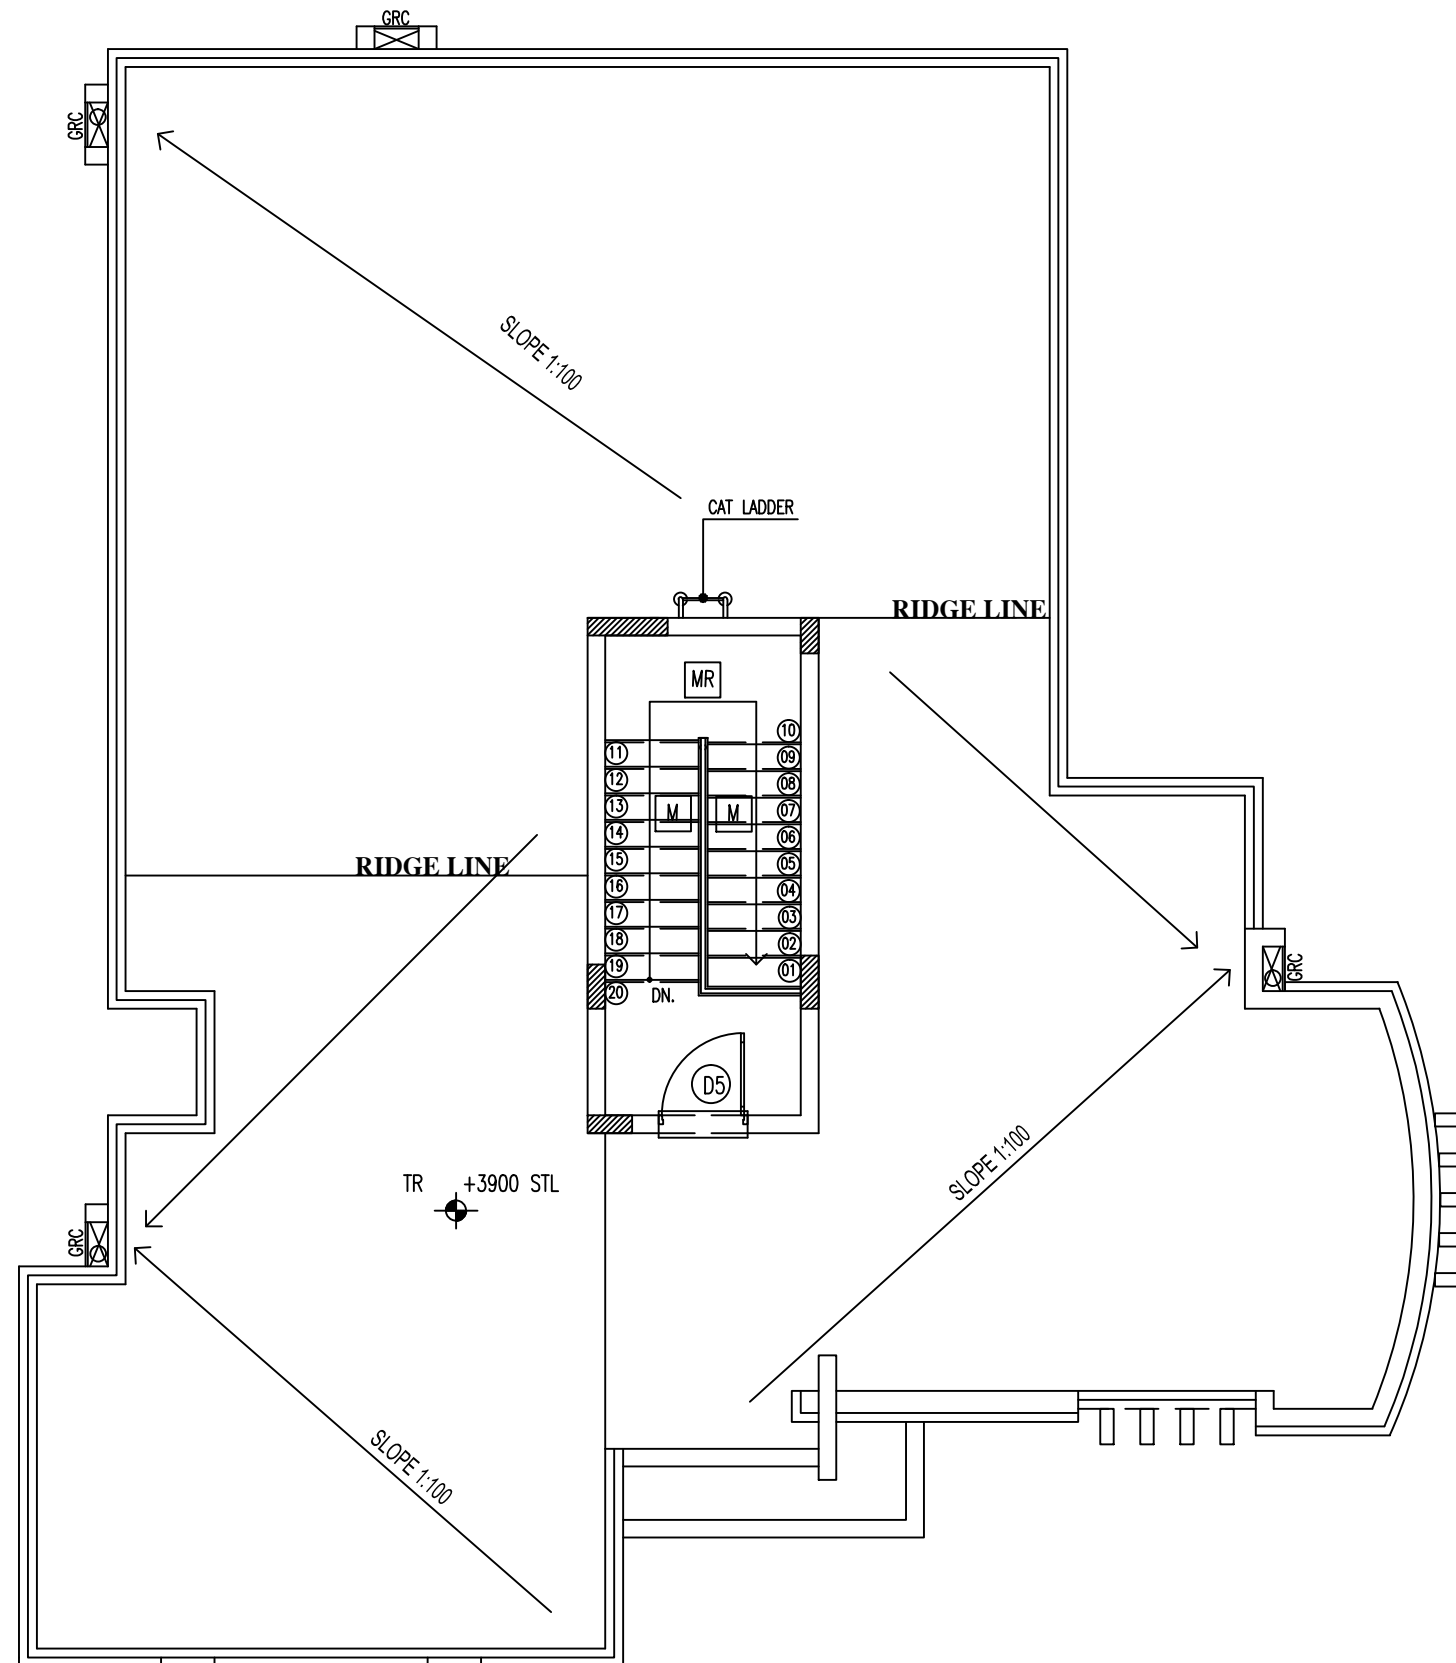 GRC
GRC
SLOPE 1:100
CAT LADDER
RIDGE LINE
MR
10
11
09
12
08
13
M
M
07
14
06
15
05
RIDGE LINE
16
04
17
03
18
02
19
01
20
DN.
GRC
D5
SLOPE 1:100
TR +3900 STL
GRC
SLOPE 1:100